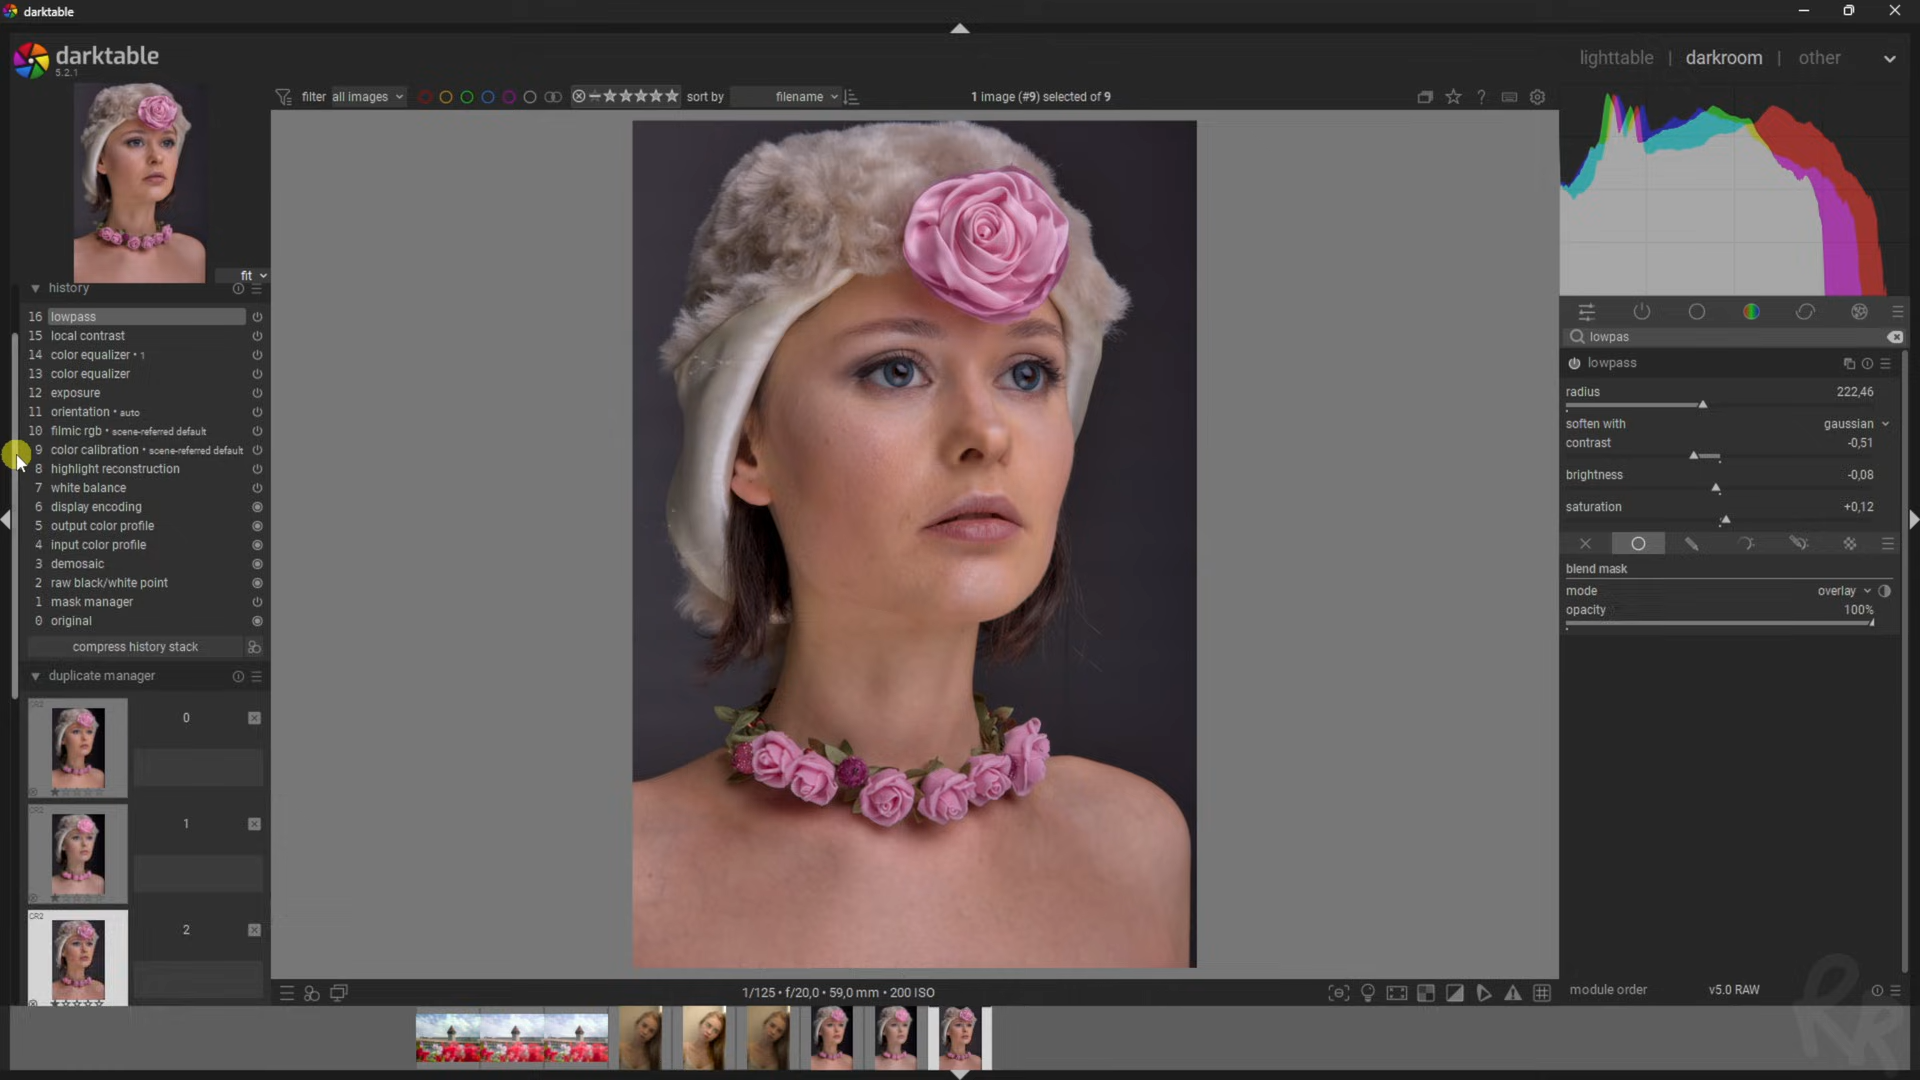 darktable
darktable
5.2.1
lighttable | darkroom | other
filter all images
sort by filename
1 image (#9) selected of 9
fit
history
16 lowpass
15 local contrast
14 color equalizer • 1
13 color equalizer
12 exposure
11 orientation • auto
10 filmic rgb • scene-referred default
9 color calibration • scene-referred default
8 highlight reconstruction
7 white balance
6 display encoding
5 output color profile
4 input color profile
3 demosaic
2 raw black/white point
1 mask manager
0 original
compress history stack
duplicate manager
CR2
0
CR2
1
CR2
2
lowpas
lowpass
radius 222,46
soften with gaussian
contrast -0,51
brightness -0,08
saturation +0,12
blend mask
mode overlay
opacity 100%
1/125 • f/20,0 • 59,0 mm • 200 ISO
module order v5.0 RAW